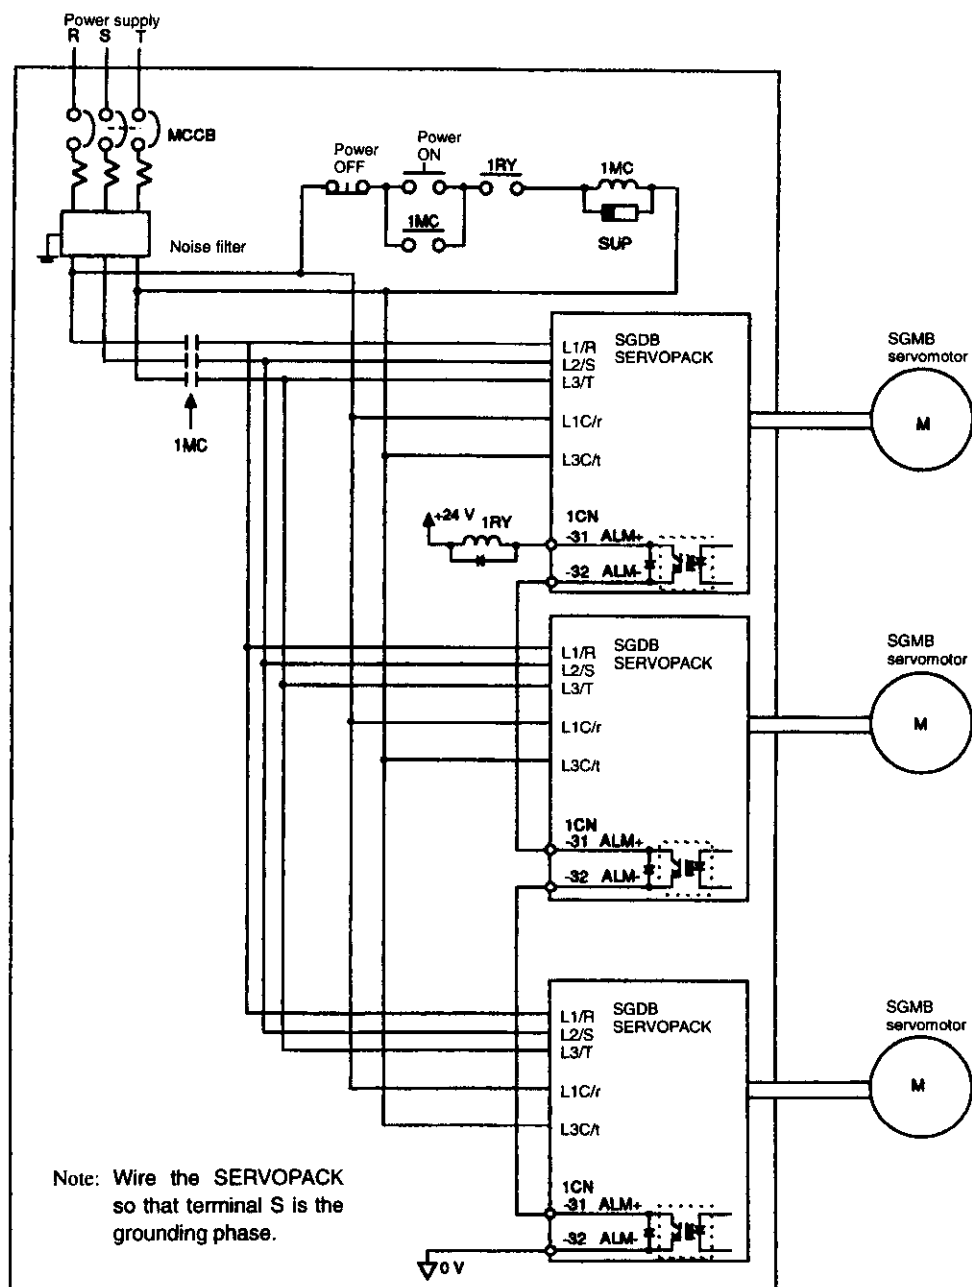 Power supply
R S T
MCCB
Power
OFF
Power
ON
1RY
1MC
1MC
SUP
Noise filter
1MC
L1/R
L2/S
L3/T
L1C/r
L3C/t
SGDB
SERVOPACK
SGMB
servomotor
M
+24 V
1RY
1CN
-31 ALM+
-32 ALM-
L1/R
L2/S
L3/T
L1C/r
L3C/t
SGDB
SERVOPACK
SGMB
servomotor
M
1CN
-31 ALM+
-32 ALM-
L1/R
L2/S
L3/T
L1C/r
L3C/t
SGDB
SERVOPACK
SGMB
servomotor
M
1CN
-31 ALM+
-32 ALM-
0 V
Note: Wire the SERVOPACK
so that terminal S is the
grounding phase.